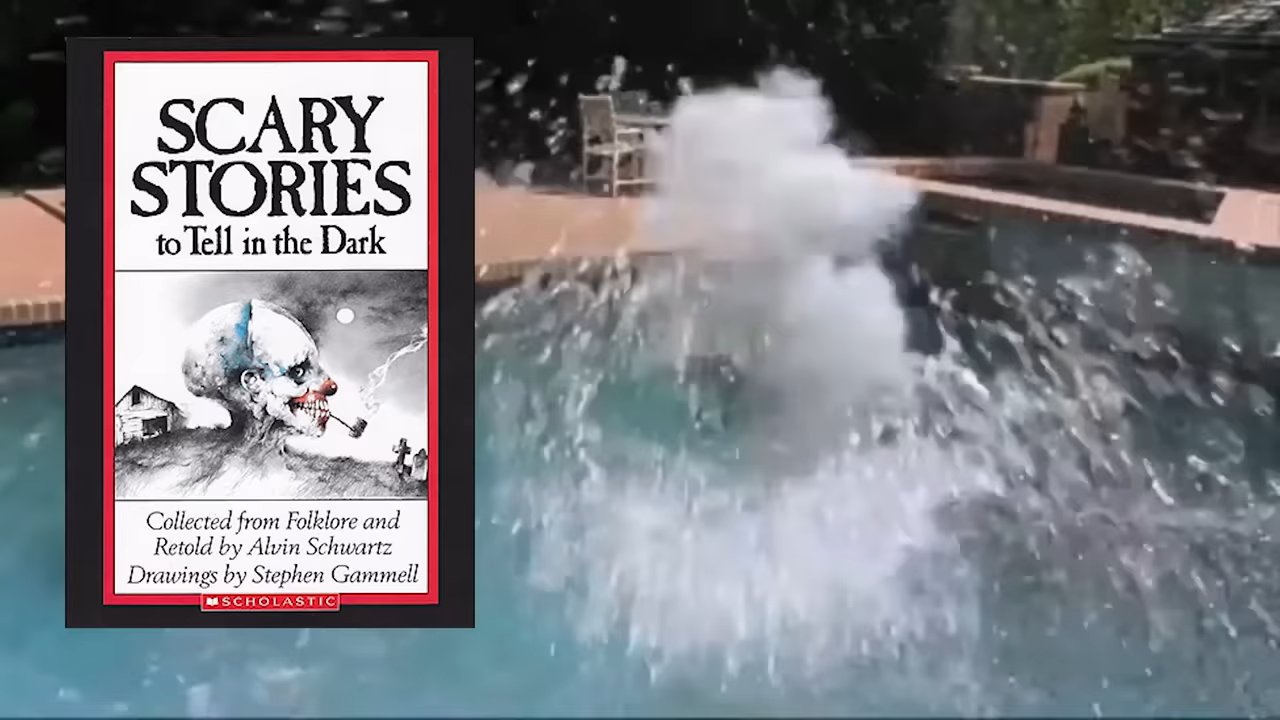 SCARY
STORIES
to Tell in the Dark
Collected from Folklore and
Retold by Alvin Schwartz
Drawings by Stephen Gammell
SCHOLASTIC